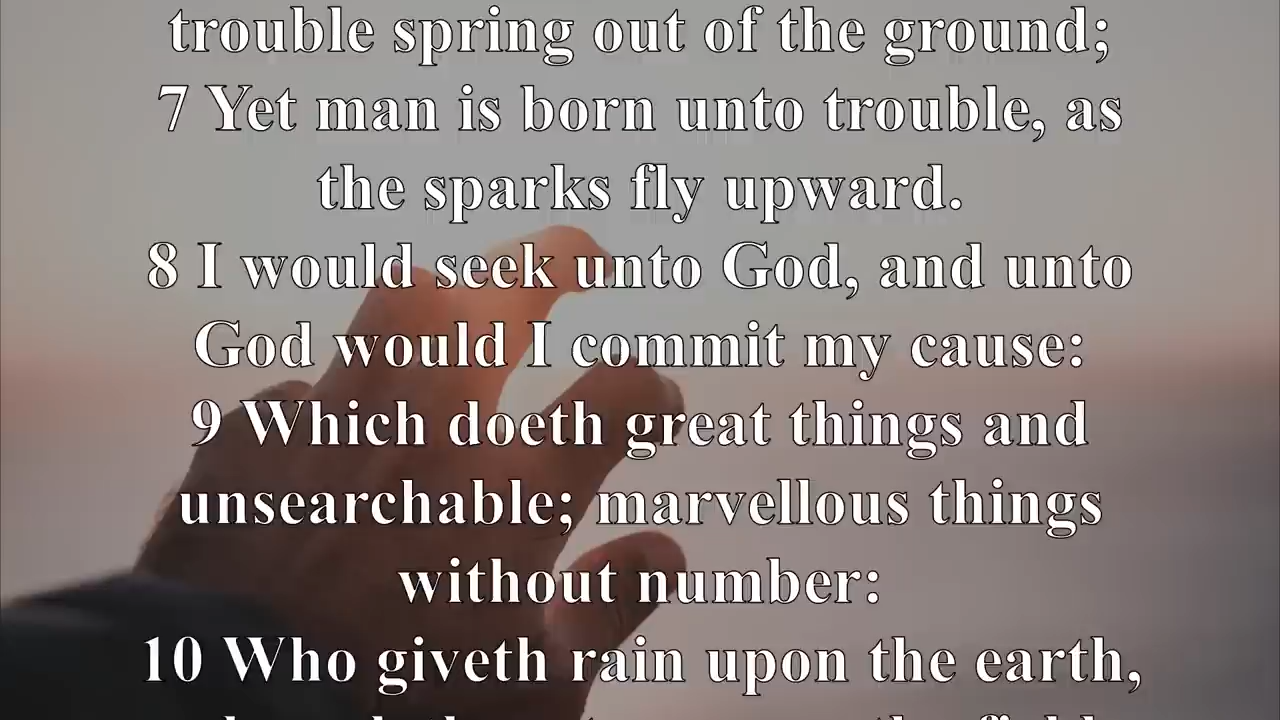 trouble spring out of the ground;
7 Yet man is born unto trouble, as
the sparks fly upward.
8 I would seek unto God, and unto
God would I commit my cause:
9 Which doeth great things and
unsearchable; marvellous things
without number:
10 Who giveth rain upon the earth,